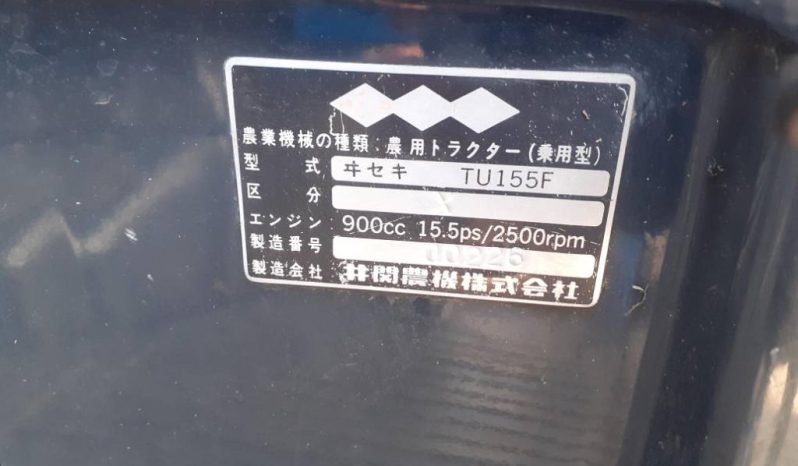 農業機械の種類:農用トラクター(乗用型)
型式 ヰセキ TU155F
区分
エンジン 900cc 15.5ps/2500rpm
製造番号 00226
製造会社 井関農機株式会社